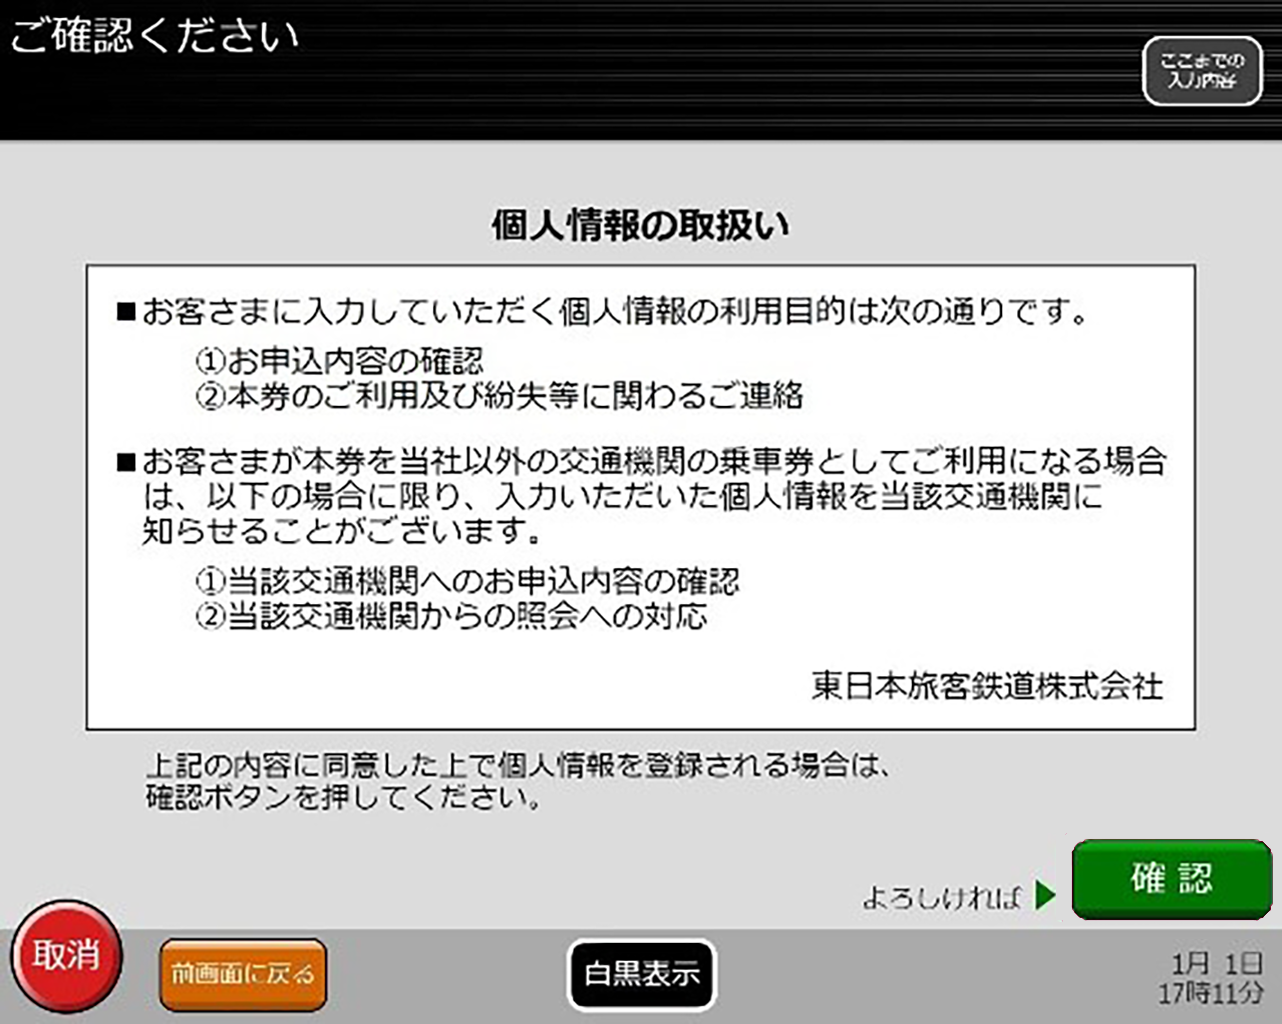 ご確認ください
ここまでの
入力内容
個人情報の取扱い
■お客さまに入力していただく個人情報の利用目的は次の通りです。
①お申込内容の確認
②本券のご利用及び紛失等に関わるご連絡
■お客さまが本券を当社以外の交通機関の乗車券としてご利用になる場合
は、以下の場合に限り、入力いただいた個人情報を当該交通機関に
知らせることがございます。
①当該交通機関へのお申込内容の確認
②当該交通機関からの照会への対応
東日本旅客鉄道株式会社
上記の内容に同意した上で個人情報を登録される場合は、
確認ボタンを押してください。
よろしければ▶
確認
取消
前画面に戻る
白黒表示
1月 1日
17時11分